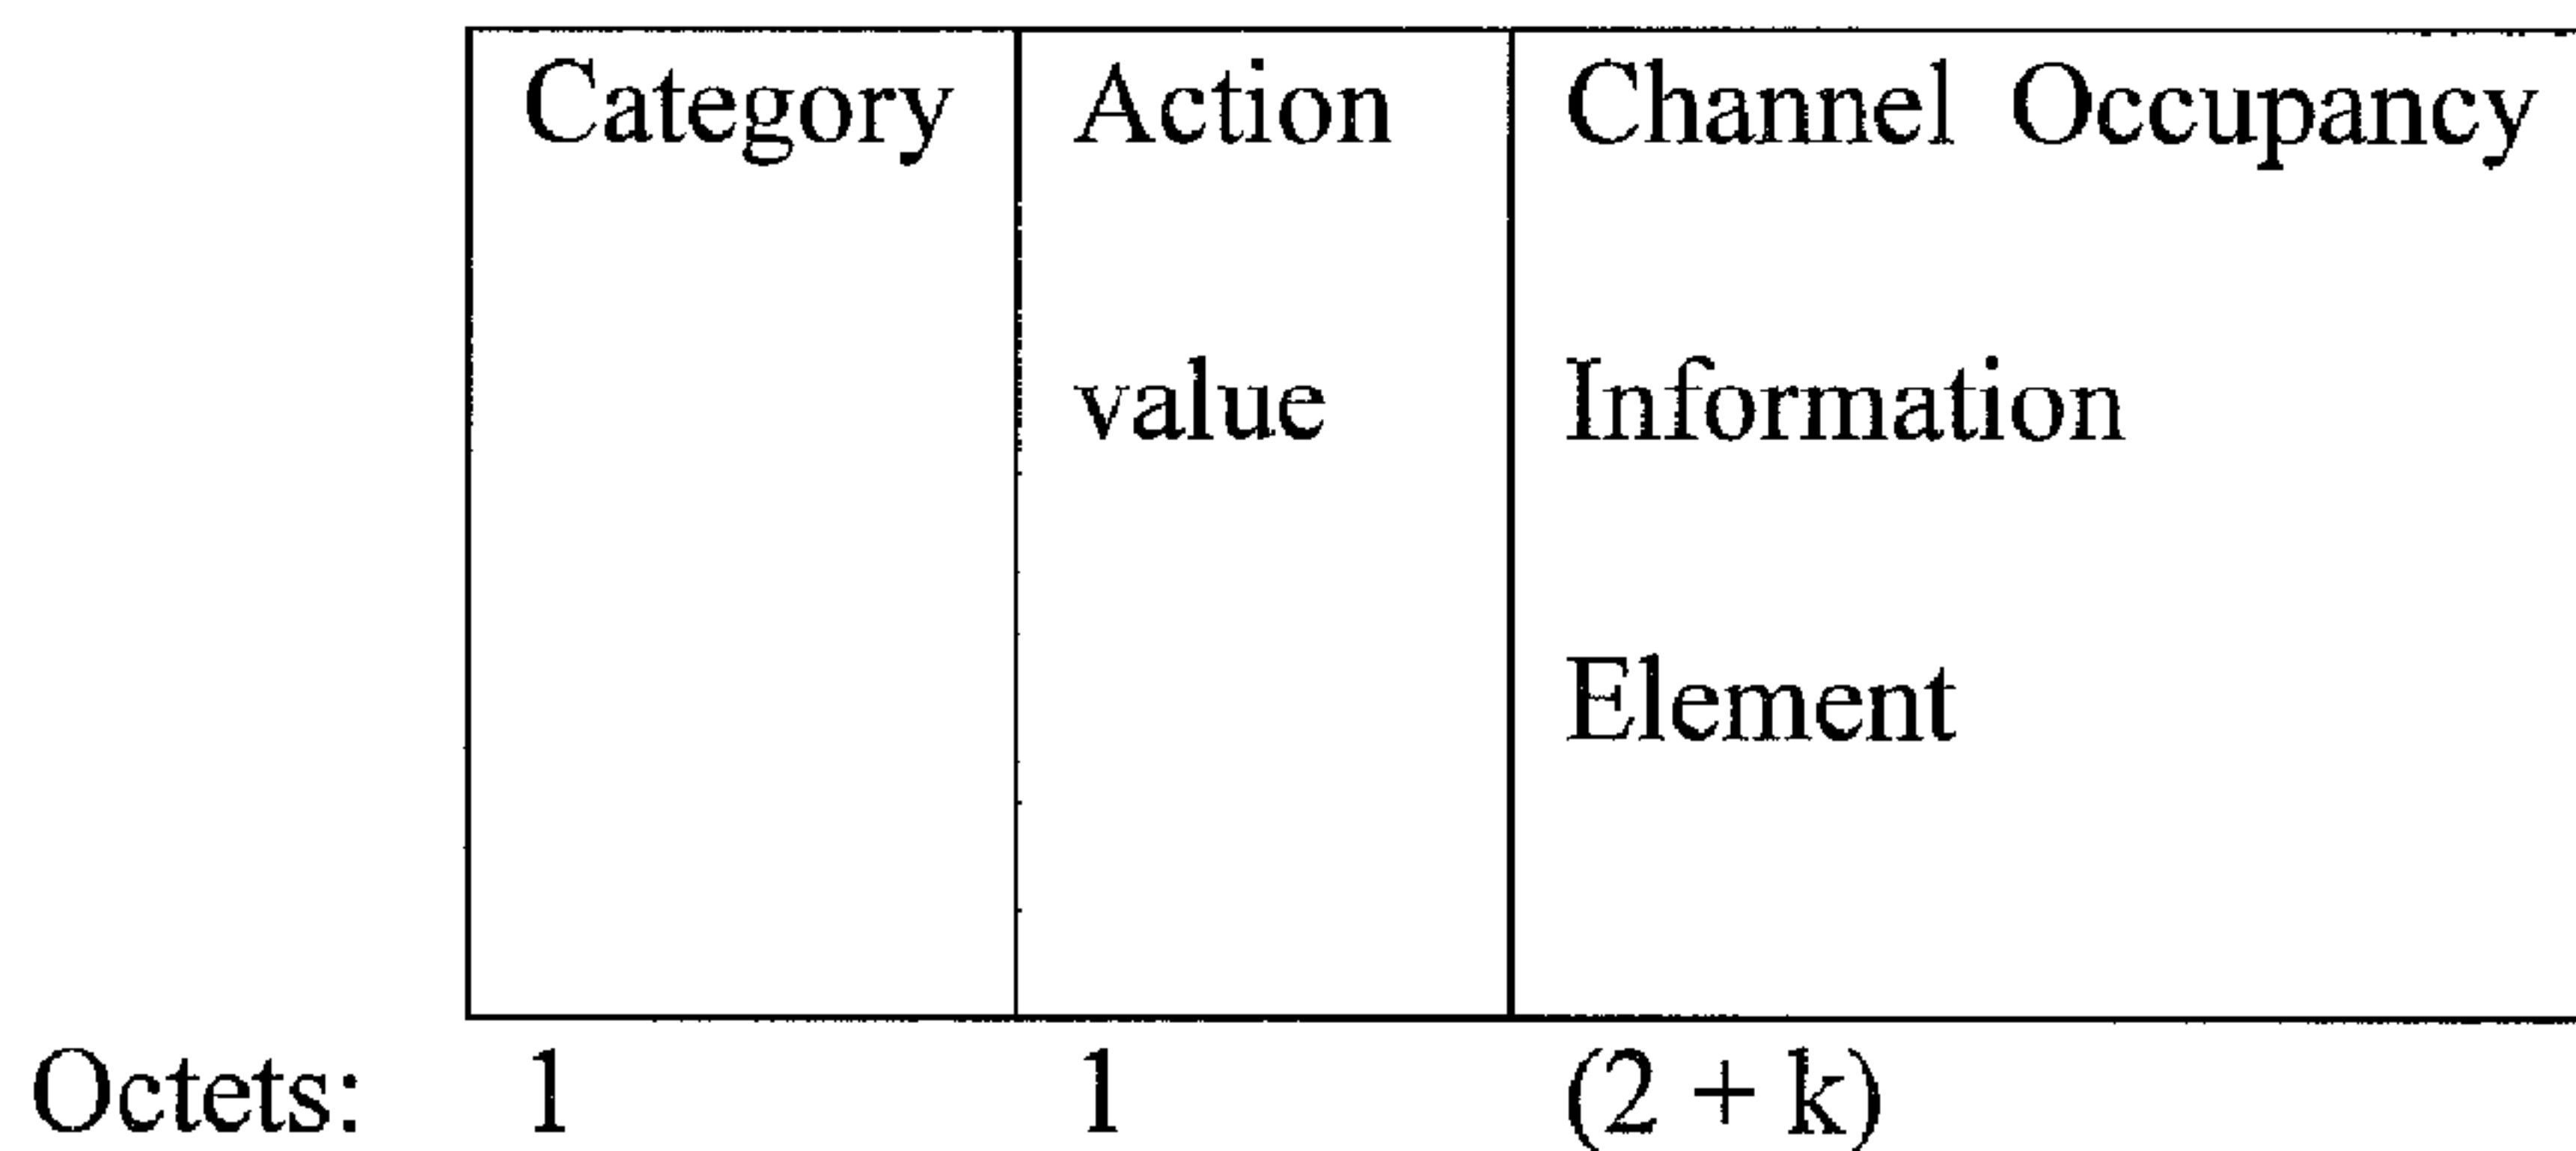 Category Action Channel Occupancy
value Information
Element
Octets: 1 1 (2 + k)